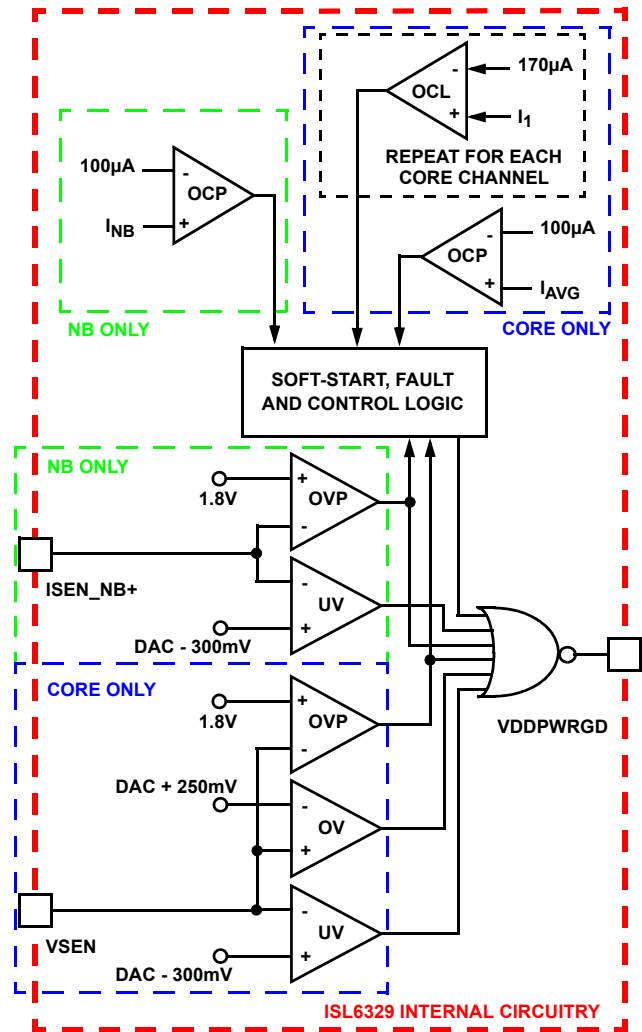 -
170µA
OCL
+
I1
REPEAT FOR EACH
CORE CHANNEL
100µA
-
OCP
INB
+
-
100µA
OCP
+
IAVG
NB ONLY
CORE ONLY
SOFT-START, FAULT
AND CONTROL LOGIC
NB ONLY
+
1.8V
OVP
-
ISEN_NB+
-
UV
+
DAC - 300mV
CORE ONLY
+
1.8V
OVP
-
VDDPWRGD
DAC + 250mV
-
OV
+
VSEN
-
UV
+
DAC - 300mV
ISL6329 INTERNAL CIRCUITRY